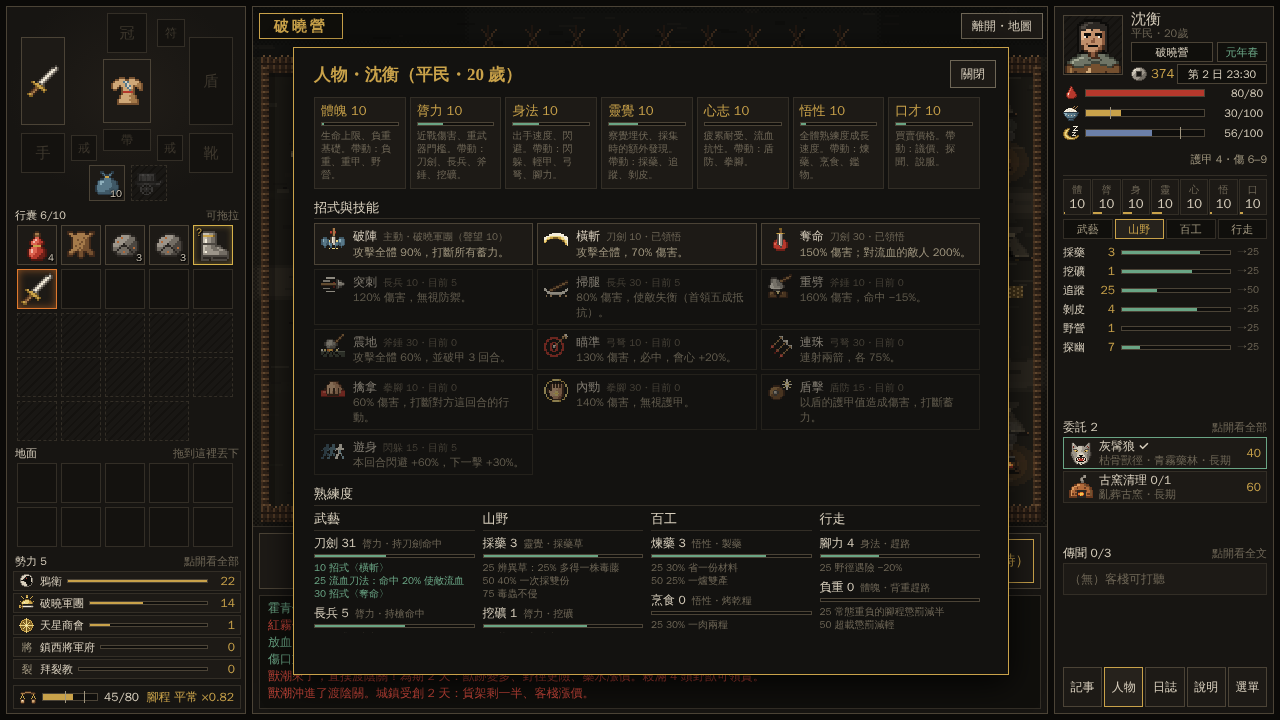 冠
符
盾
手
戒
帶
戒
靴
10
行囊 6/10
可拖拉
4
3
3
?
地面
拖到這裡丟下
勢力 5
點開看全部
鴉衛
22
破曉軍團
14
天星商會
1
將
鎮西將軍府
0
裂
拜裂教
0
45/80
腳程 平常 ×0.82
破曉營
離開・地圖
人物・沈衡（平民・20 歲）
關閉
體魄 10
生命上限、負重
基礎。帶動：負
重、重甲、野
營。
膂力 10
近戰傷害、重武
器門檻。帶動：
刀劍、長兵、斧
錘、挖礦。
身法 10
出手速度、閃
避。帶動：閃
躲、輕甲、弓
弩、腳力。
靈覺 10
察覺埋伏、採集
時的額外發現。
帶動：採藥、追
蹤、剝皮。
心志 10
疲累耐受、流血
抗性。帶動：盾
防、拳腳。
悟性 10
全體熟練度成長
速度。帶動：煉
藥、烹食、鑑
物。
口才 10
買賣價格。帶
動：議價、探
聞、說服。
招式與技能
破陣 主動・破曉軍團（聲望 10）
攻擊全體 90%，打斷所有蓄力。
橫斬 刀劍 10・已領悟
攻擊全體，70% 傷害。
奪命 刀劍 30・已領悟
150% 傷害；對流血的敵人 200%。
突刺 長兵 10・目前 5
120% 傷害，無視防禦。
掃腿 長兵 30・目前 5
80% 傷害，使敵失衡（首領五成抵
抗）。
重劈 斧錘 10・目前 0
160% 傷害，命中 −15%。
震地 斧錘 30・目前 0
攻擊全體 60%，並破甲 3 回合。
瞄準 弓弩 10・目前 0
130% 傷害，必中，會心 +20%。
連珠 弓弩 30・目前 0
連射兩箭，各 75%。
擒拿 拳腳 10・目前 0
60% 傷害，打斷對方這回合的行
動。
內勁 拳腳 30・目前 0
140% 傷害，無視護甲。
盾擊 盾防 15・目前 0
以盾的護甲值造成傷害，打斷蓄
力。
遊身 閃躲 15・目前 5
本回合閃避 +60%，下一擊 +30%。
熟練度
武藝
刀劍 31 膂力・持刀劍命中
10 招式〈橫斬〉
25 流血刀法：命中 20% 使敵流血
30 招式〈奪命〉
長兵 5 膂力・持槍命中
山野
採藥 3 靈覺・採藥草
25 辨異草：25% 多得一株毒藤
50 40% 一次採雙份
75 毒蟲不侵
挖礦 1 膂力・挖礦
百工
煉藥 3 悟性・製藥
25 30% 省一份材料
50 25% 一爐雙產
烹食 0 悟性・烤乾糧
25 30% 一肉兩糧
行走
腳力 4 身法・趕路
25 野徑遇險 −20%
負重 0 體魄・背重趕路
25 常態重負的腳程懲罰減半
50 超載懲罰減輕
霍青
紅霧
放血
傷口
獸潮沖進了渡陰關。城鎮受創 2 天：貨架剩一半、客棧漲價。
沈衡
平民・20歲
破曉營
元年春
374
第 2 日 23:30
80/80
30/100
56/100
護甲 4・傷 6–9
體
10
膂
10
身
10
靈
10
心
10
悟
10
口
10
武藝
山野
百工
行走
採藥
3
→25
挖礦
1
→25
追蹤
25
→50
剝皮
4
→25
野營
1
→25
探幽
7
→25
委託 2
點開看全部
灰髯狼 ✓
枯骨獸徑・青霧藥林・長期
40
古窯清理 0/1
亂葬古窯・長期
60
傳聞 0/3
點開看全文
（無）客棧可打聽
記事
人物
日誌
說明
選單